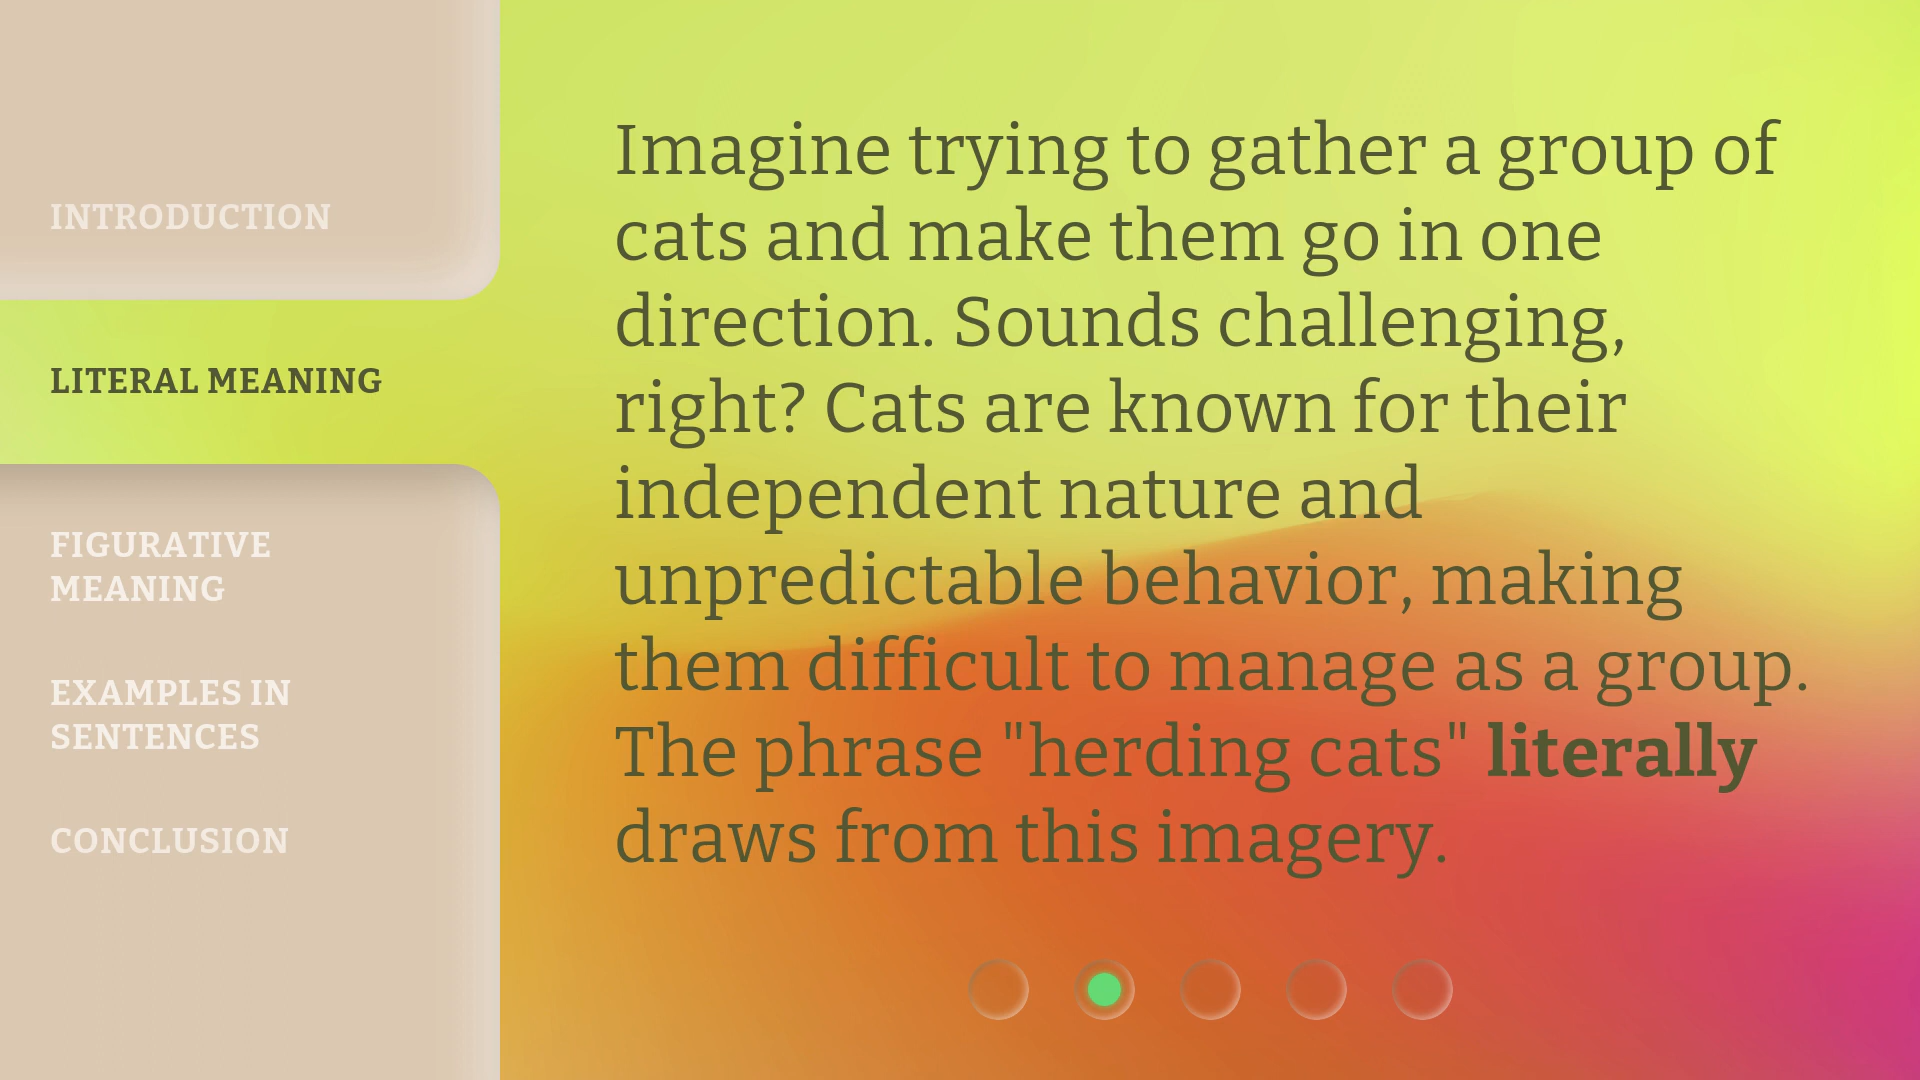 INTRODUCTION
LITERAL MEANING
FIGURATIVE
MEANING
EXAMPLES IN
SENTENCES
CONCLUSION
Imagine trying to gather a group of
cats and make them go in one
direction. Sounds challenging,
right? Cats are known for their
independent nature and
unpredictable behavior, making
them difficult to manage as a group.
The phrase "herding cats" literally
draws from this imagery.